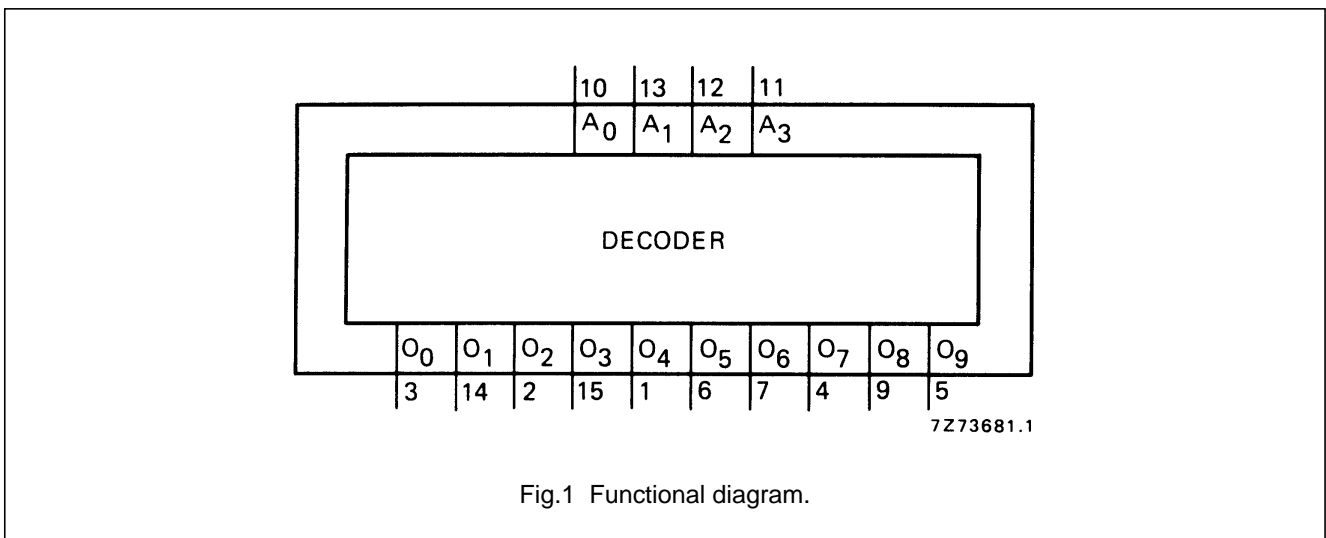 10 13 12 11
A0 A1 A2 A3
DECODER
O0 O1 O2 O3 O4 O5 O6 O7 O8 O9
3 14 2 15 1 6 7 4 9 5
7Z73681.1
Fig.1 Functional diagram.